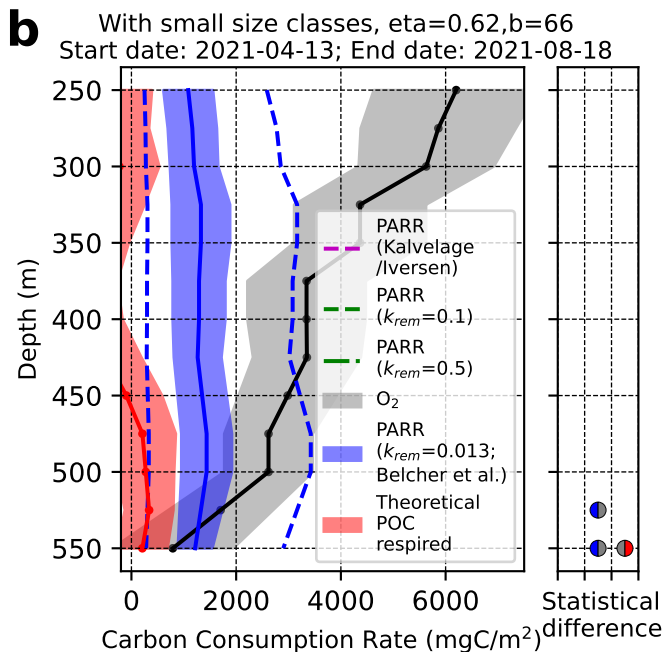 b
With small size classes, eta=0.62,b=66
Start date: 2021-04-13; End date: 2021-08-18
250
300
350
400
450
500
550
Depth (m)
0
2000
4000
6000
Carbon Consumption Rate (mgC/m²)
PARR
(Kalvelage
/Iversen)
PARR
(k_rem=0.1)
PARR
(k_rem=0.5)
O₂
PARR
(k_rem=0.013;
Belcher et al.)
Theoretical
POC
respired
Statistical
difference